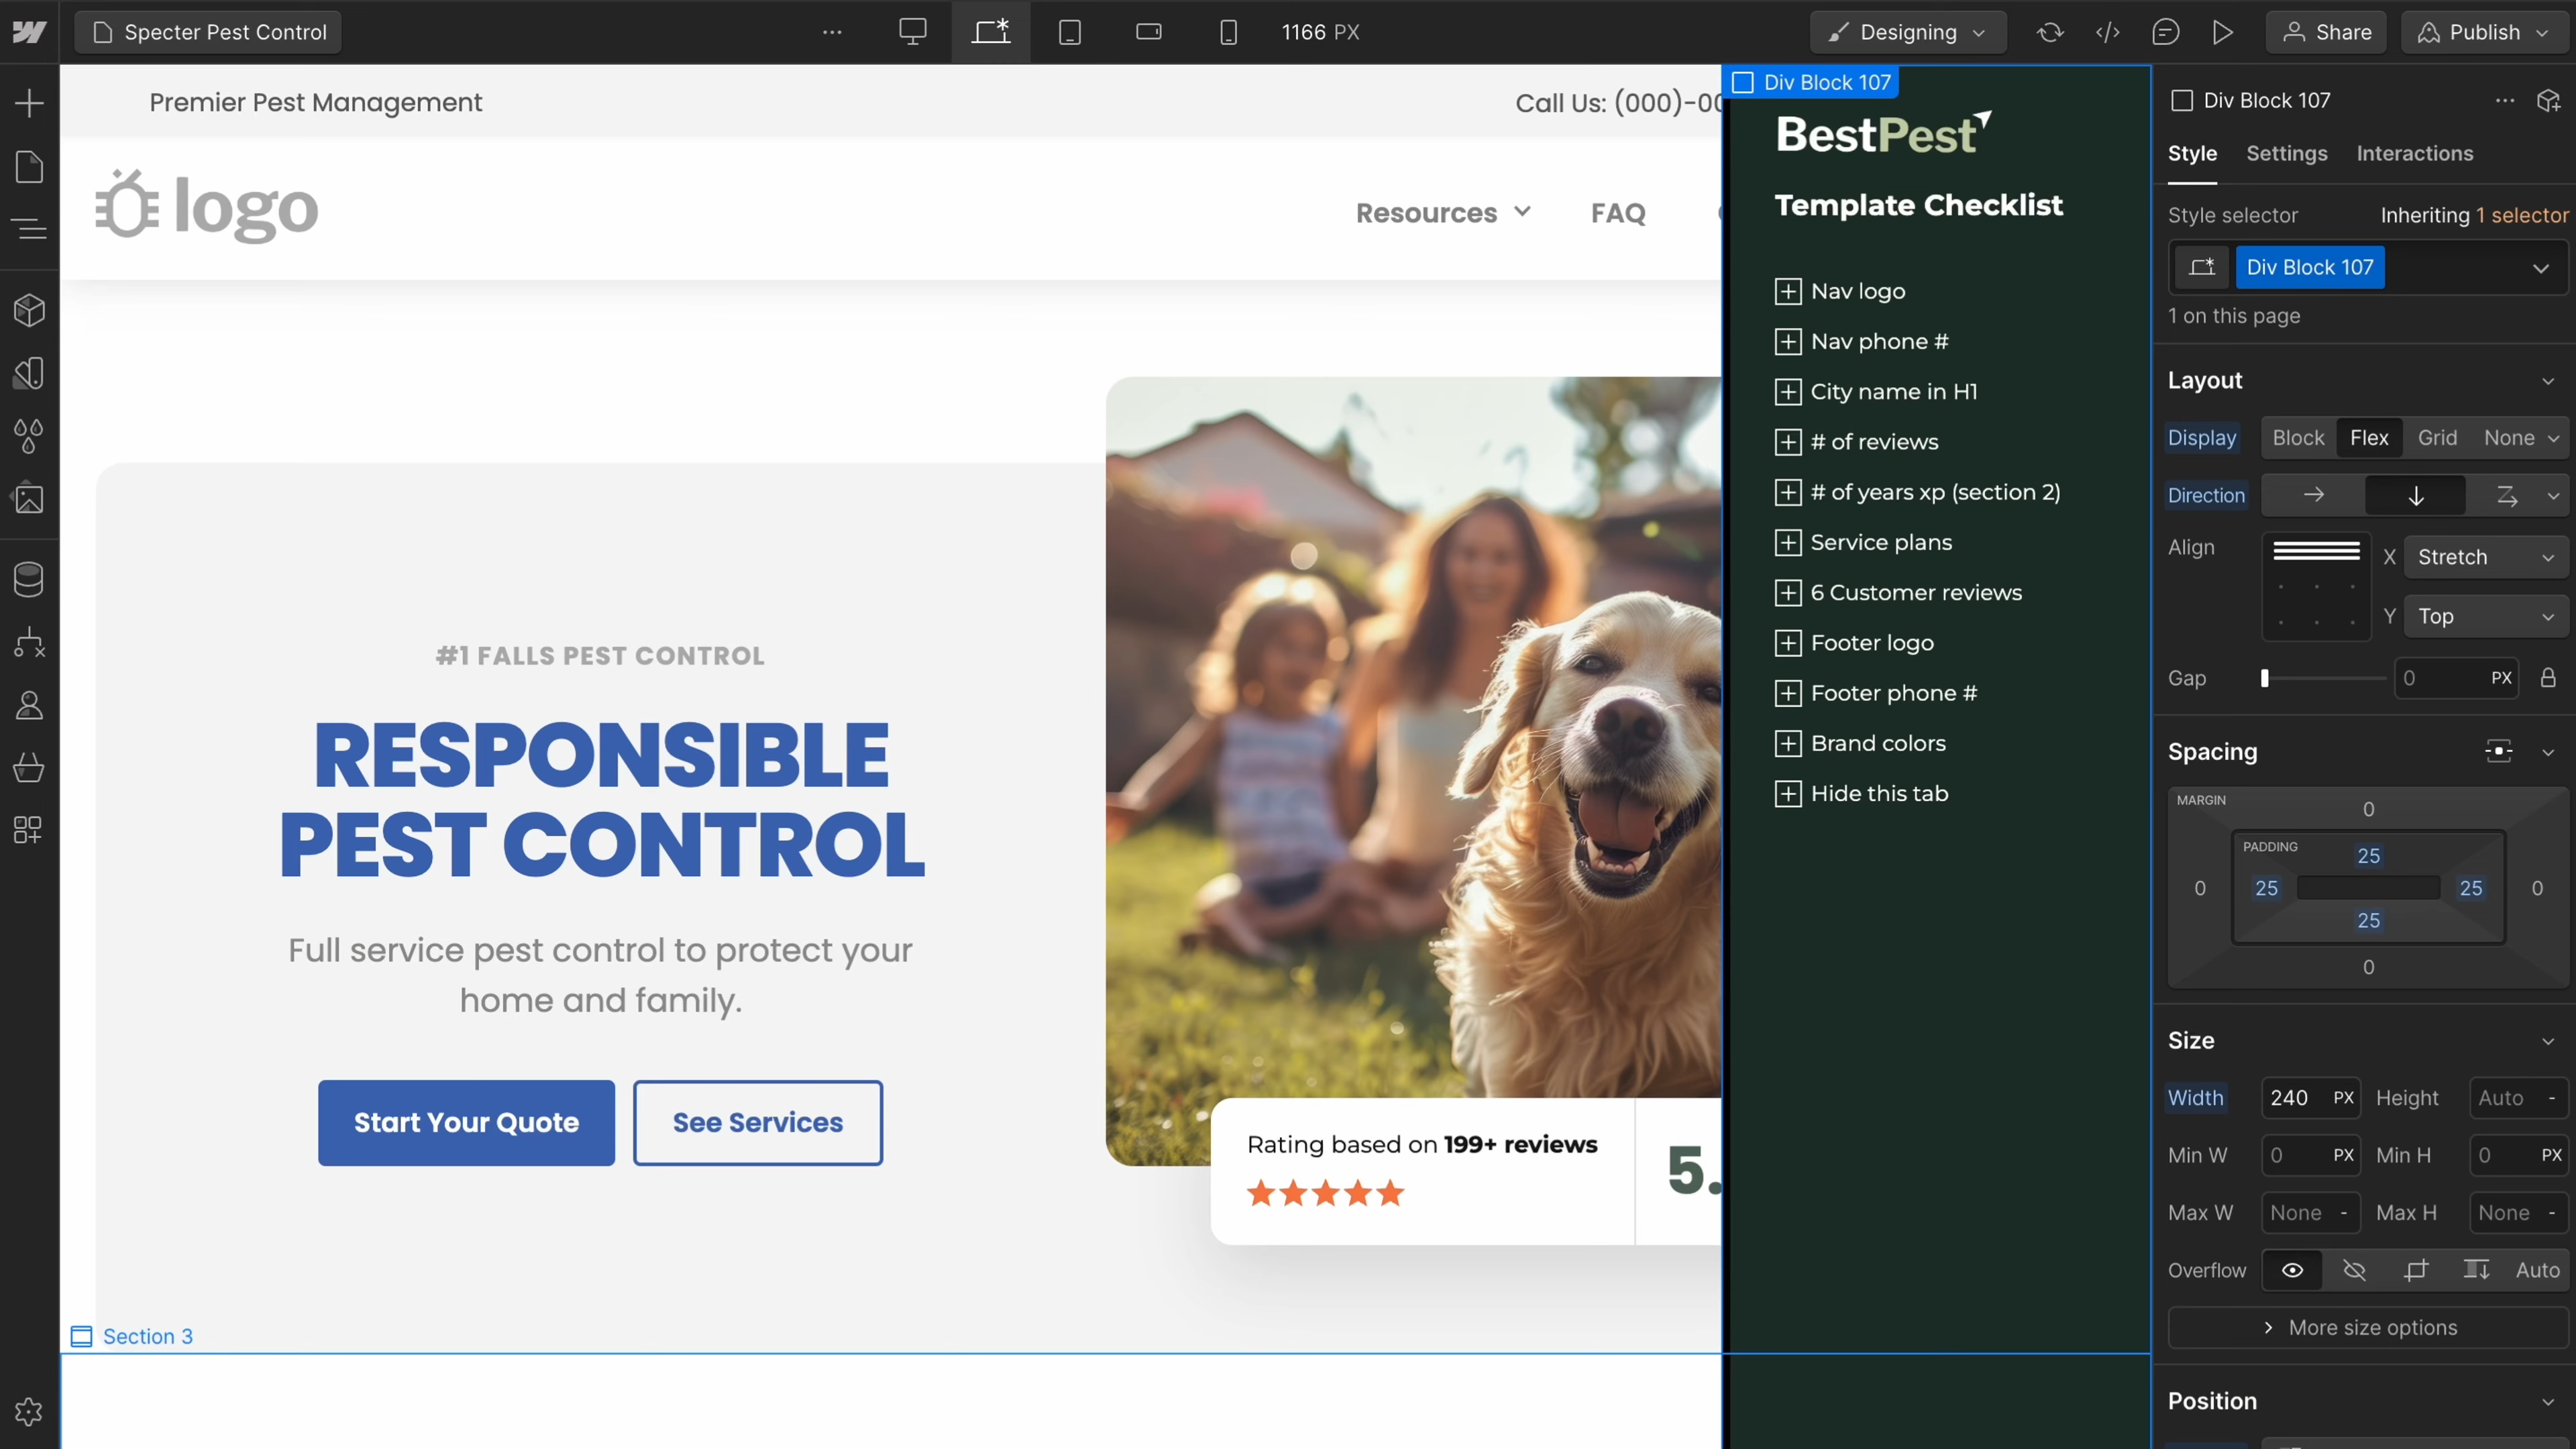 Specter Pest Control
1166 PX
Designing
Share
Publish
Premier Pest Management
Call Us: (000)-00
logo
Resources
FAQ
#1 FALLS PEST CONTROL
RESPONSIBLE
PEST CONTROL
Full service pest control to protect your
home and family.
Start Your Quote
See Services
Rating based on 199+ reviews
5.
Section 3
Div Block 107
BestPest
Template Checklist
Nav logo
Nav phone #
City name in H1
# of reviews
# of years xp (section 2)
Service plans
6 Customer reviews
Footer logo
Footer phone #
Brand colors
Hide this tab
Div Block 107
Style Settings Interactions
Style selector Inheriting 1 selector
Div Block 107
1 on this page
Layout
Display Block Flex Grid None
Direction
Align X Stretch
Y Top
Gap 0 PX
Spacing
MARGIN 0
PADDING 25
0 25 25 0
25
0
Size
Width 240 PX Height Auto -
Min W 0 PX Min H 0 PX
Max W None - Max H None -
Overflow Auto
More size options
Position